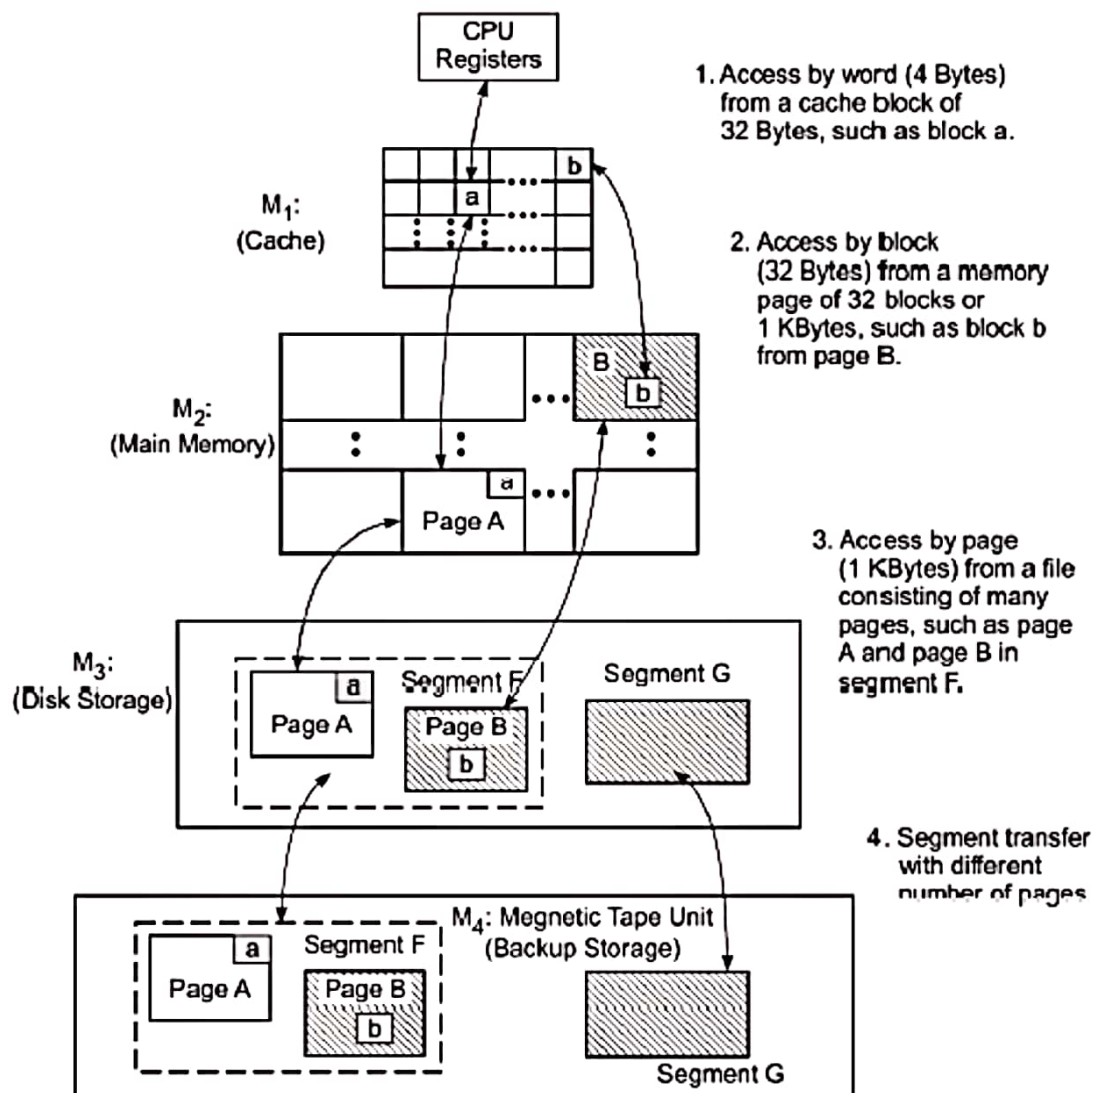 CPU
Registers
1. Access by word (4 Bytes)
from a cache block of
32 Bytes, such as block a.
b
a
M1:
(Cache)
2. Access by block
(32 Bytes) from a memory
page of 32 blocks or
1 KBytes, such as block b
from page B.
B
b
M2:
(Main Memory)
a
Page A
3. Access by page
(1 KBytes) from a file
consisting of many
pages, such as page
A and page B in
segment F.
M3:
(Disk Storage)
a
Page A
Segment F
Page B
b
Segment G
4. Segment transfer
with different
number of pages
M4: Megnetic Tape Unit
(Backup Storage)
a
Page A
Segment F
Page B
b
Segment G